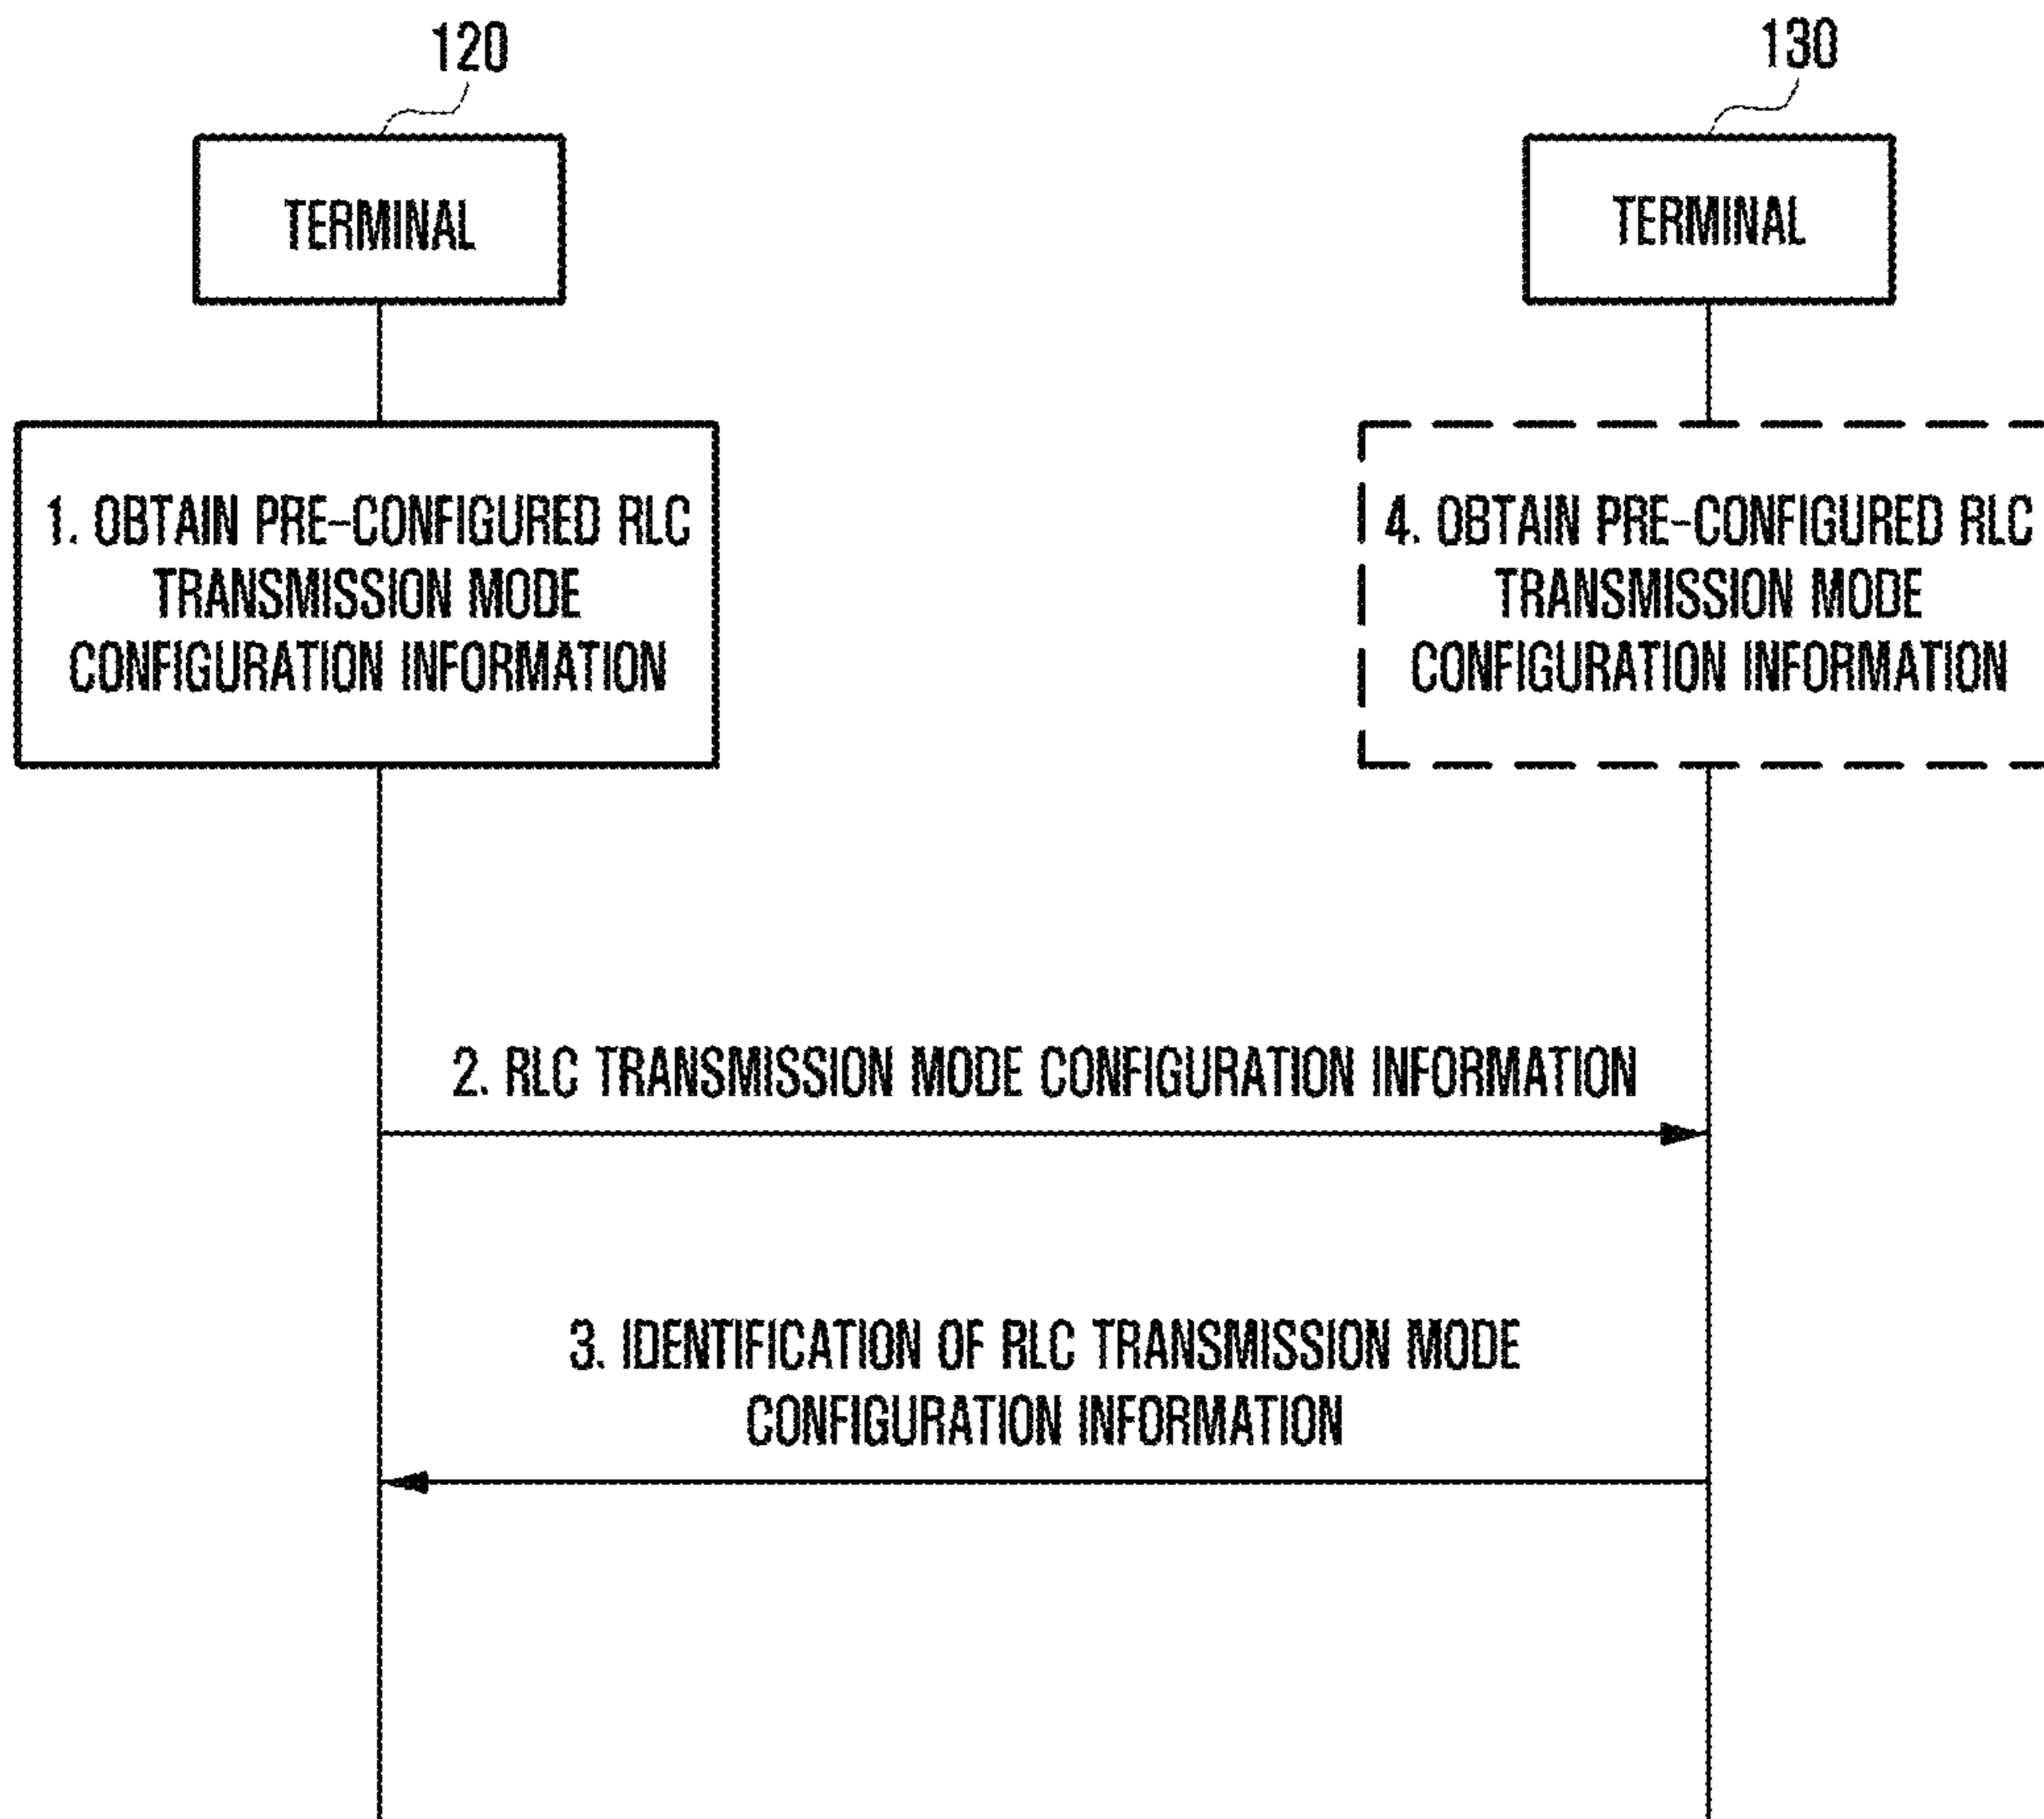 120
130
TERMINAL
TERMINAL
1. OBTAIN PRE-CONFIGURED RLC
TRANSMISSION MODE
CONFIGURATION INFORMATION
4. OBTAIN PRE-CONFIGURED RLC
TRANSMISSION MODE
CONFIGURATION INFORMATION
2. RLC TRANSMISSION MODE CONFIGURATION INFORMATION
3. IDENTIFICATION OF RLC TRANSMISSION MODE
CONFIGURATION INFORMATION